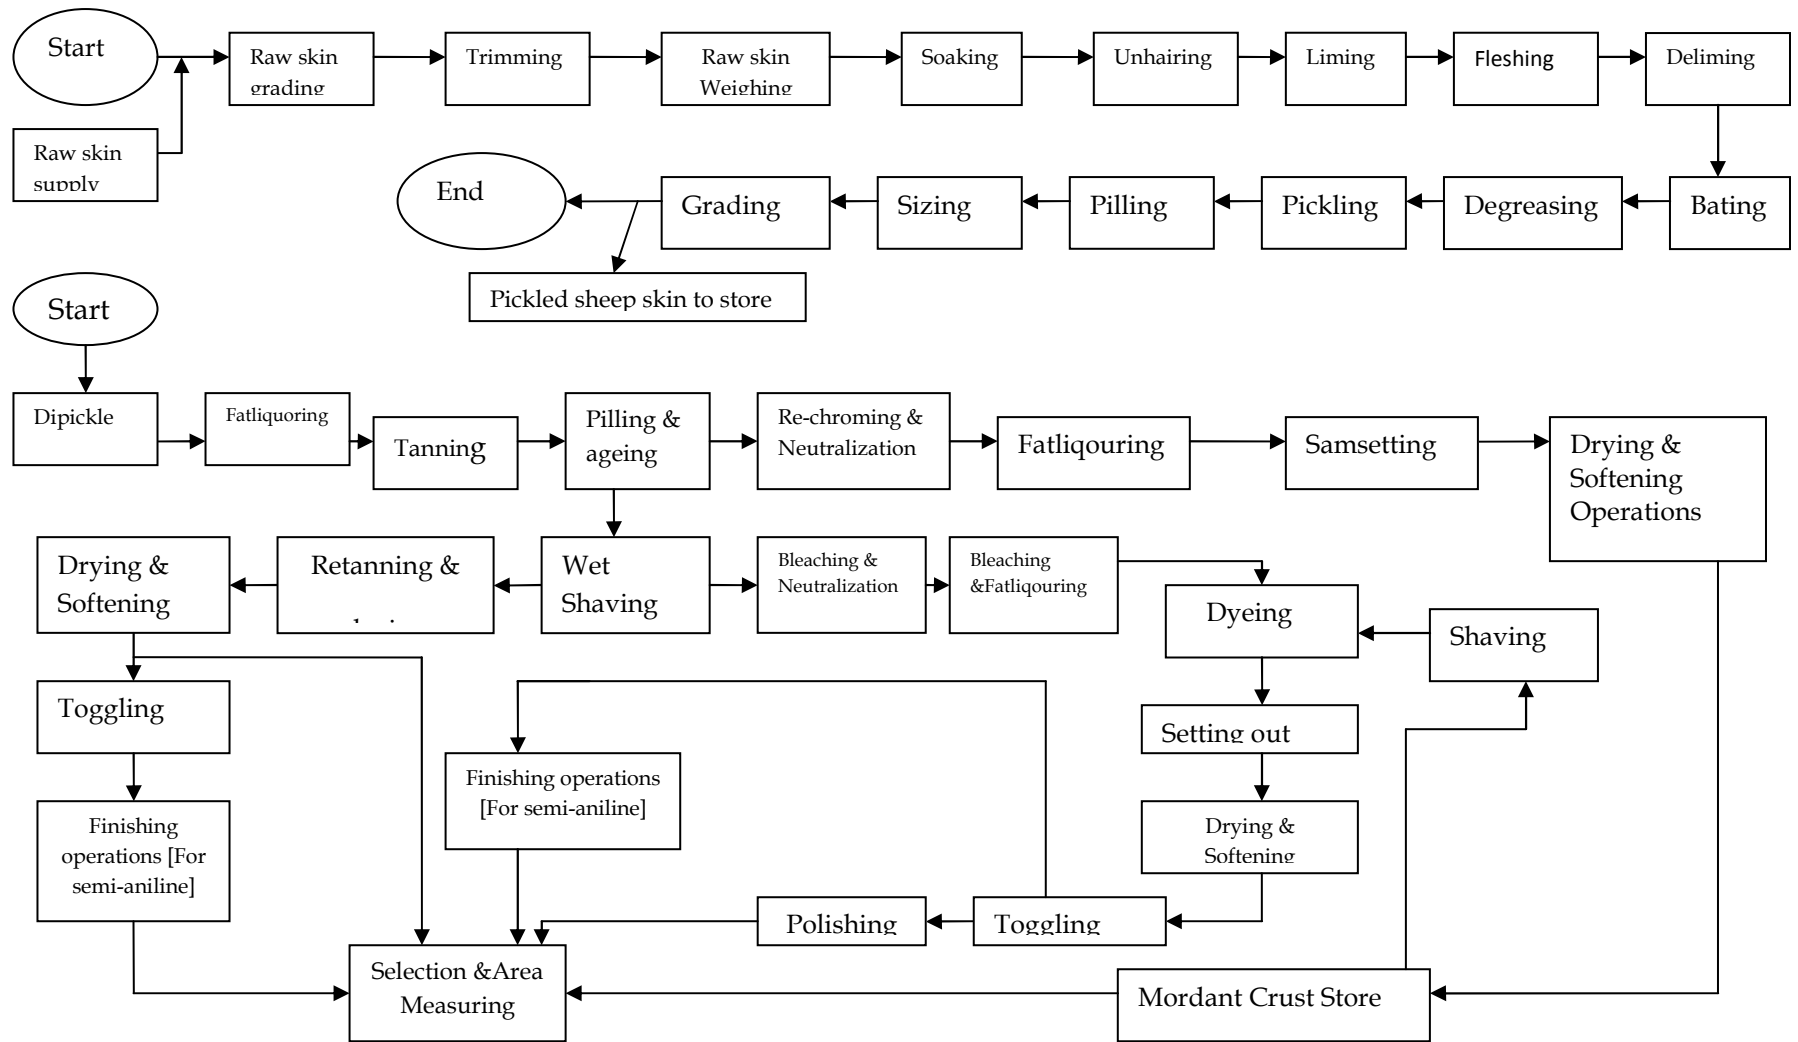 Start
Raw skin
grading
Trimming
Raw skin
Weighing
Soaking
Unhairing
Liming
Fleshing
Deliming
Raw skin
supply
End
Grading
Sizing
Pilling
Pickling
Degreasing
Bating
Pickled sheep skin to store
Start
Dipickle
Fatliquoring
Tanning
Pilling &
ageing
Re-chroming &
Neutralization
Fatliqouring
Samsetting
Drying &
Softening
Operations
Drying &
Softening
Retanning &
Wet
Shaving
Bleaching &
Neutralization
Bleaching
&Fatliqouring
Dyeing
Shaving
Toggling
Setting out
Finishing operations
[For semi-aniline]
Finishing
operations [For
semi-aniline]
Drying &
Softening
Polishing
Toggling
Selection &Area
Measuring
Mordant Crust Store